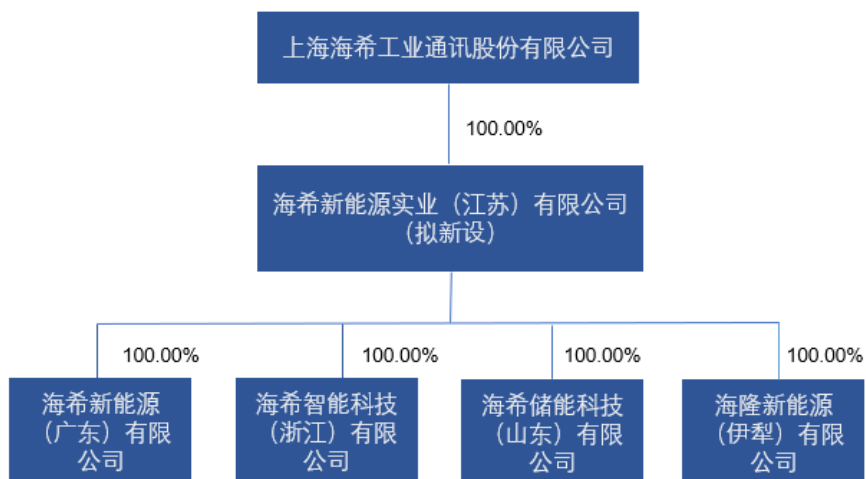 上海海希工业通讯股份有限公司
100.00%
海希新能源实业（江苏）有限公司
（拟新设）
100.00%
100.00%
100.00%
100.00%
海希新能源
（广东）有限
公司
海希智能科技
（浙江）有限
公司
海希储能科技
（山东）有限
公司
海隆新能源
（伊犁）有限
公司